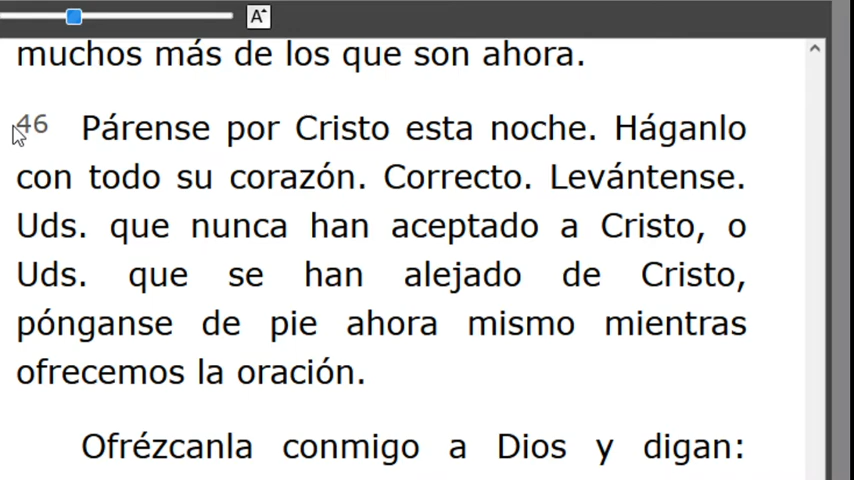 A
muchos más de los que son ahora.
46 Párense por Cristo esta noche. Háganlo
con todo su corazón. Correcto. Levántense.
Uds. que nunca han aceptado a Cristo, o
Uds. que se han alejado de Cristo,
pónganse de pie ahora mismo mientras
ofrecemos la oración.
Ofrézcanla conmigo a Dios y digan: